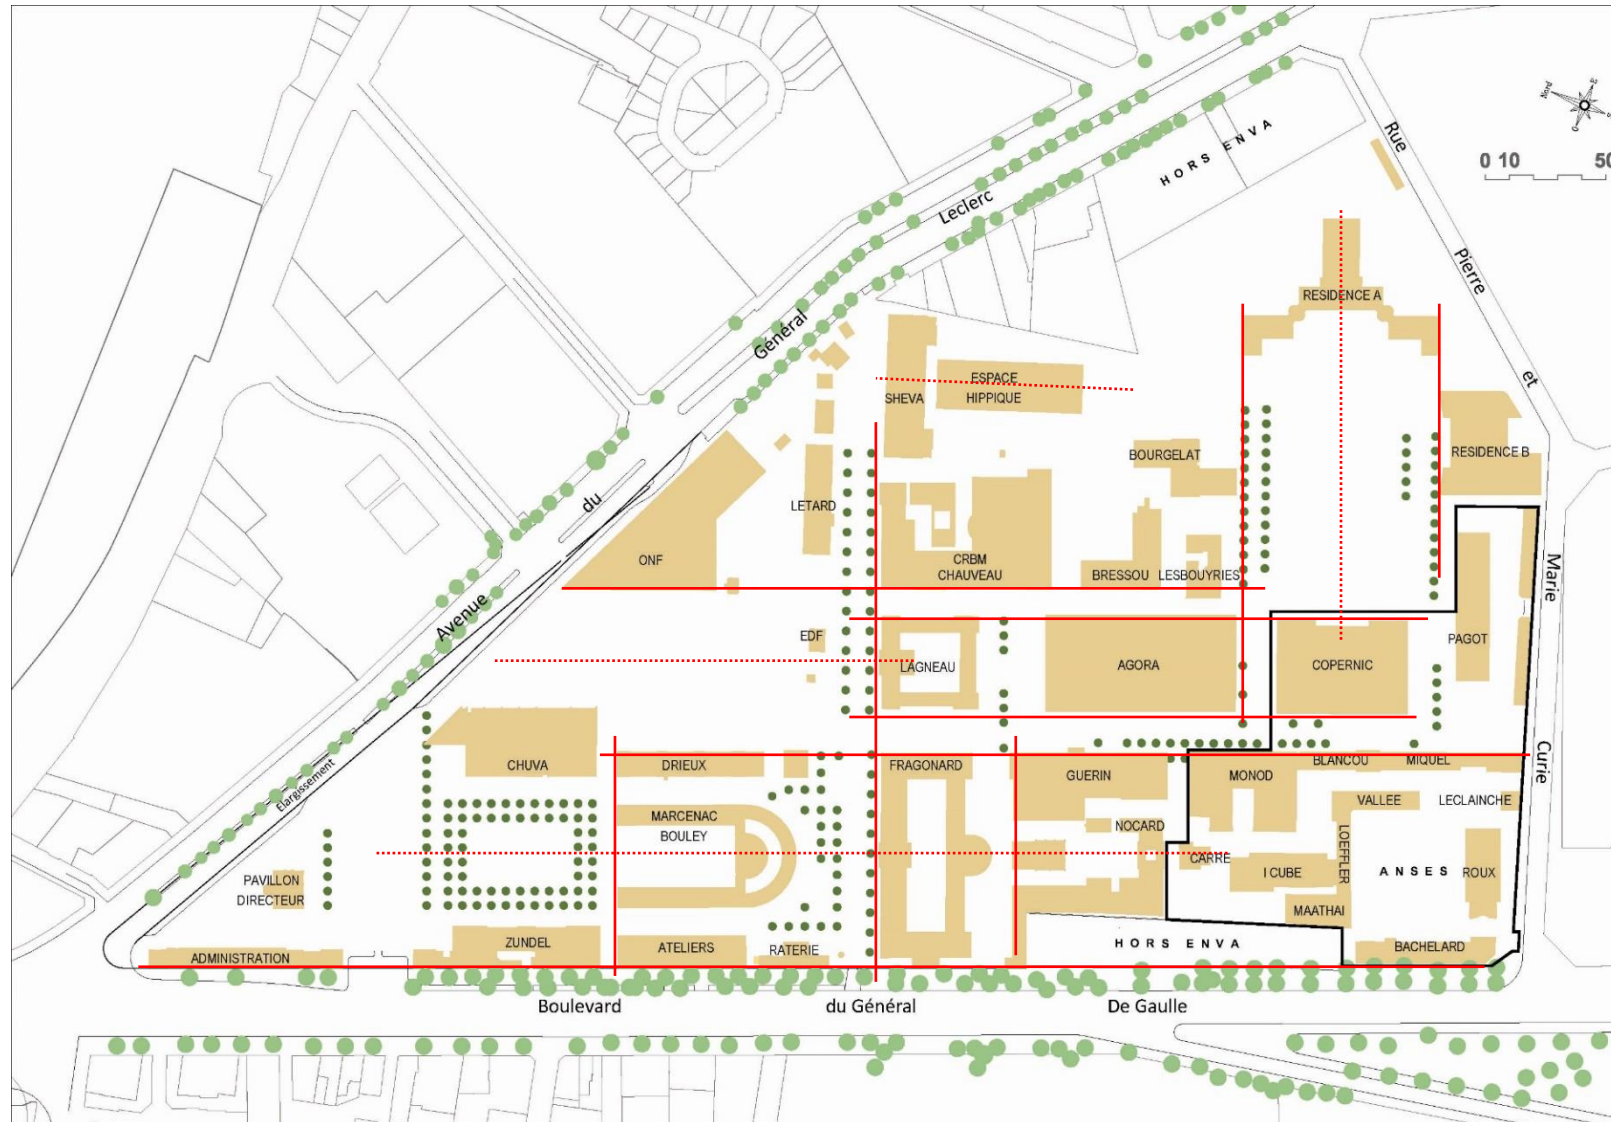 Nord
E
S
O
0 10 50
Rue
Pierre
et
Marie
Curie
HORS ENVA
Leclerc
Général
du
Avenue
Elargissement
RESIDENCE A
ESPACE
HIPPIQUE
SHEVA
BOURGELAT
RESIDENCE B
LETARD
ONF
CRBM
CHAUVEAU
BRESSOU
LESBOUYRIES
EDF
LAGNEAU
AGORA
COPERNIC
PAGOT
CHUVA
DRIEUX
FRAGONARD
GUERIN
MONOD
BLANCOU
MIQUEL
MARCENAC
BOULEY
NOCARD
VALLEE
LECLAINCHE
LOEFFLER
CARRE
I CUBE
ANSES
ROUX
PAVILLON
DIRECTEUR
MAATHAI
ADMINISTRATION
ZUNDEL
ATELIERS
RATERIE
HORS ENVA
BACHELARD
Boulevard du Général De Gaulle